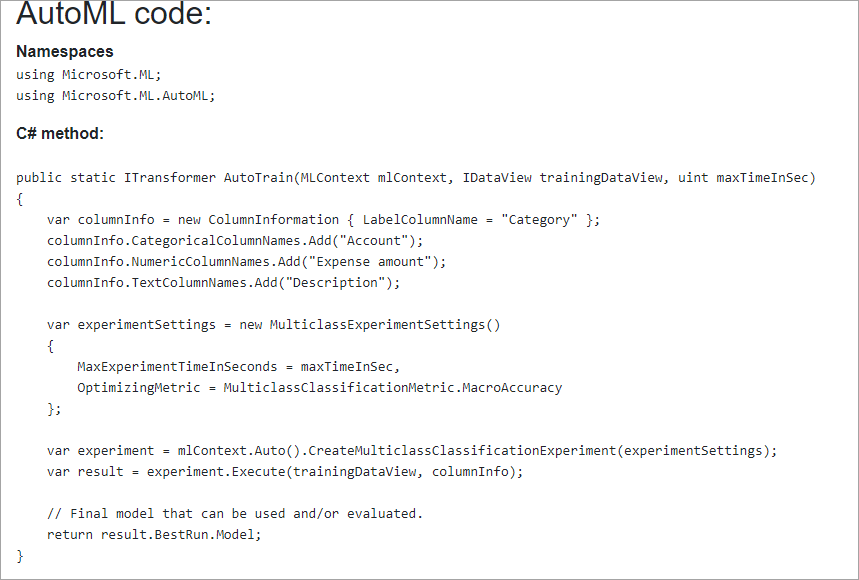 AutoML code:
Namespaces
using Microsoft.ML;
using Microsoft.ML.AutoML;
C# method:
public static ITransformer AutoTrain(MLContext mlContext, IDataView trainingDataView, uint maxTimeInSec)
{
    var columnInfo = new ColumnInformation { LabelColumnName = "Category" };
    columnInfo.CategoricalColumnNames.Add("Account");
    columnInfo.NumericColumnNames.Add("Expense amount");
    columnInfo.TextColumnNames.Add("Description");
    var experimentSettings = new MulticlassExperimentSettings()
    {
        MaxExperimentTimeInSeconds = maxTimeInSec,
        OptimizingMetric = MulticlassClassificationMetric.MacroAccuracy
    };
    var experiment = mlContext.Auto().CreateMulticlassClassificationExperiment(experimentSettings);
    var result = experiment.Execute(trainingDataView, columnInfo);
    // Final model that can be used and/or evaluated.
    return result.BestRun.Model;
}